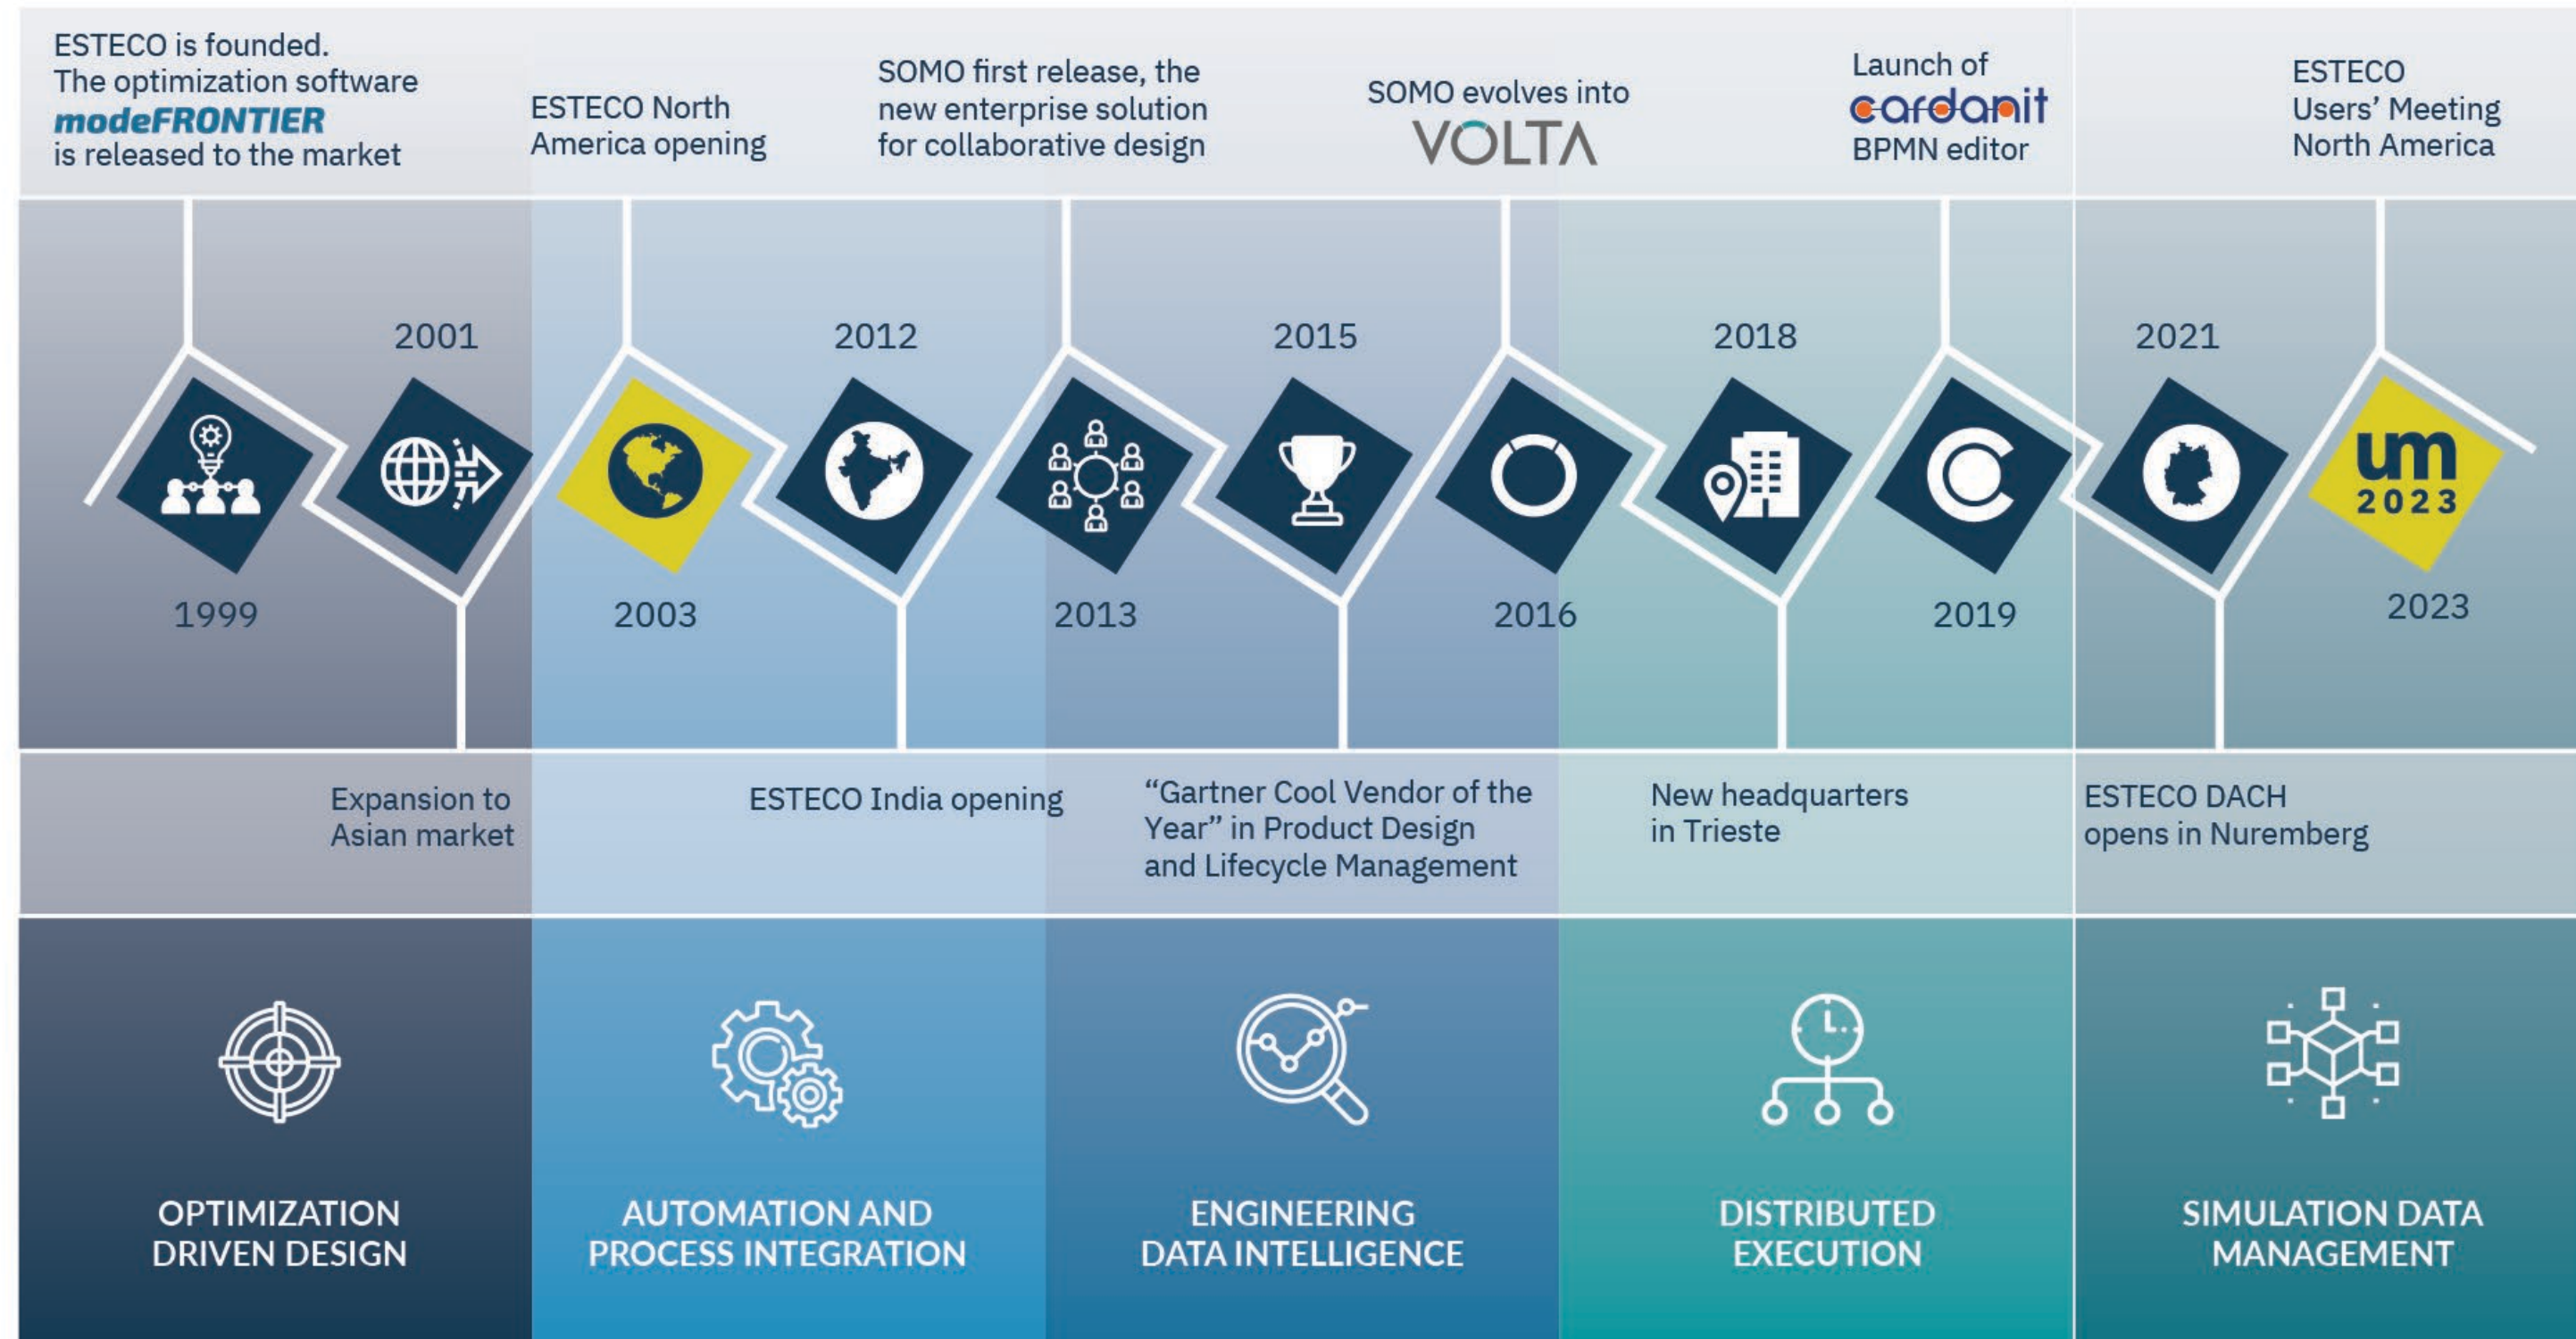 ESTECO is founded.
The optimization software
modeFRONTIER
is released to the market
ESTECO North
America opening
SOMO first release, the
new enterprise solution
for collaborative design
SOMO evolves into
VOLTA
Launch of
cardanit
BPMN editor
ESTECO
Users’ Meeting
North America
2001
2012
2015
2018
2021
um
2023
1999
2003
2013
2016
2019
2023
Expansion to
Asian market
ESTECO India opening
“Gartner Cool Vendor of the
Year” in Product Design
and Lifecycle Management
New headquarters
in Trieste
ESTECO DACH
opens in Nuremberg
OPTIMIZATION
DRIVEN DESIGN
AUTOMATION AND
PROCESS INTEGRATION
ENGINEERING
DATA INTELLIGENCE
DISTRIBUTED
EXECUTION
SIMULATION DATA
MANAGEMENT